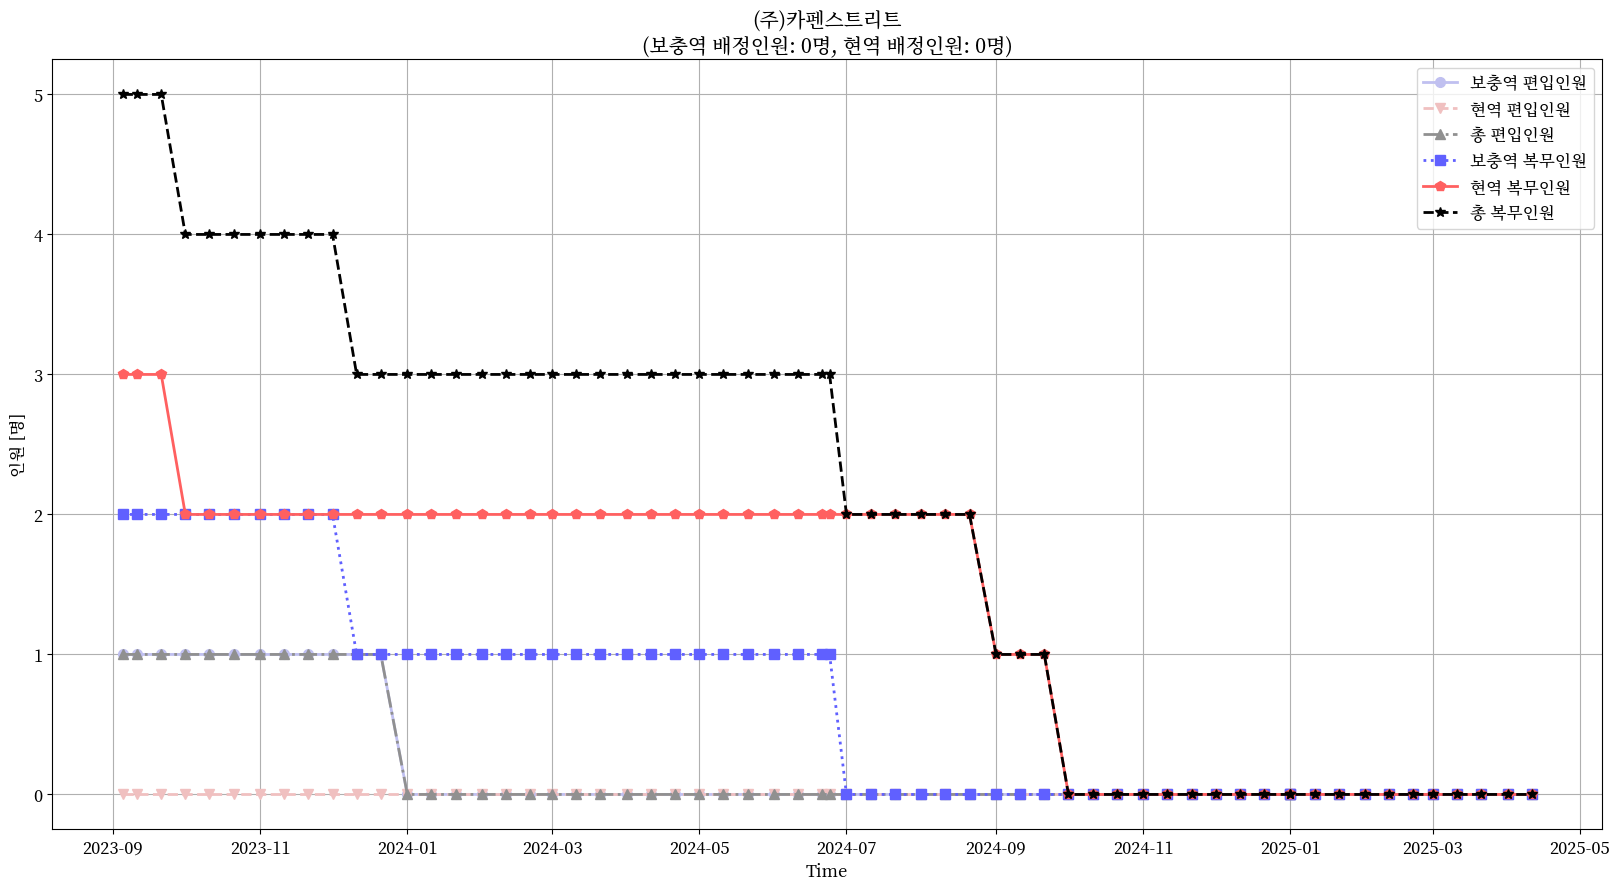 (주)카펜스트리트
(보충역 배정인원: 0명, 현역 배정인원: 0명)
보충역 편입인원
현역 편입인원
총 편입인원
보충역 복무인원
현역 복무인원
총 복무인원
인원 [명]
5
4
3
2
1
0
2023-09
2023-11
2024-01
2024-03
2024-05
2024-07
2024-09
2024-11
2025-01
2025-03
2025-05
Time